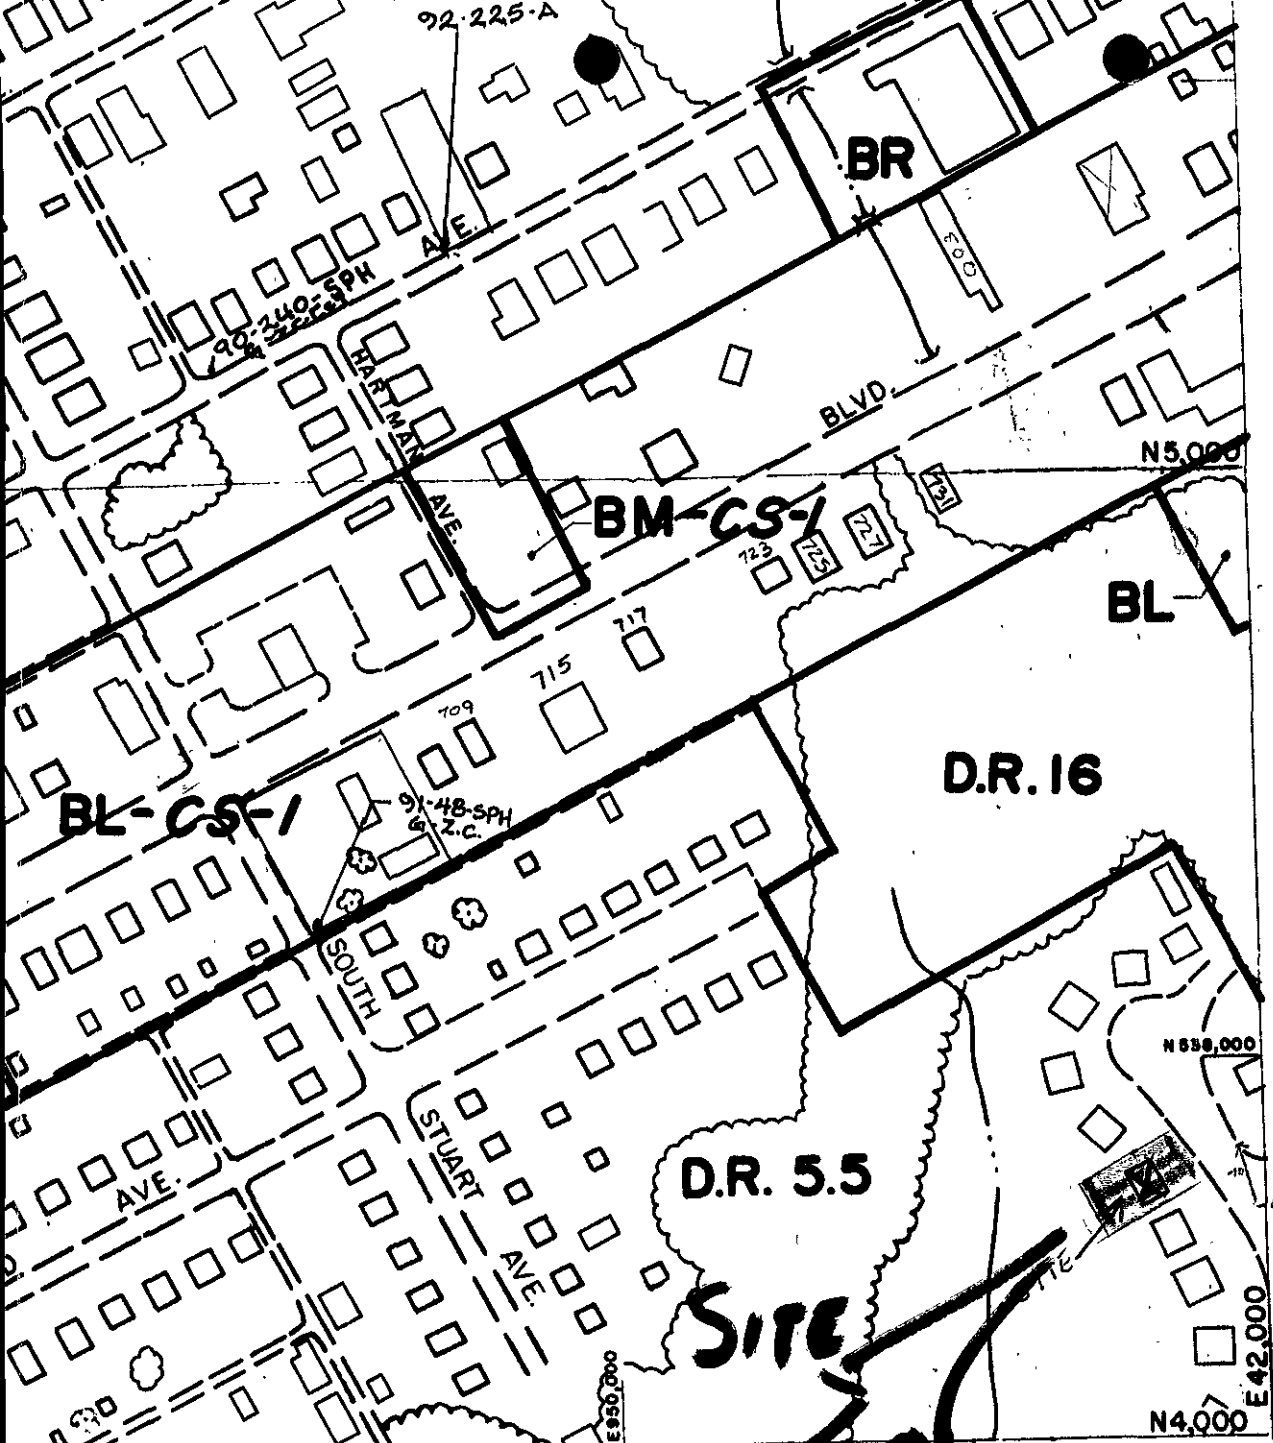 92-225-A
BR
AVE.
300
90-240-SPH
HARTMAN
AVE.
BLVD.
N5,000
731
BM-CS-1
727
725
723
BL
717
715
709
D.R. 16
BL-CS-1
91-48-SPH
& Z.C.
SOUTH
N 538,000
STUART
AVE.
D.R. 5.5
AVE.
SITE
SITE
E 42,000
E950,000
N4,000